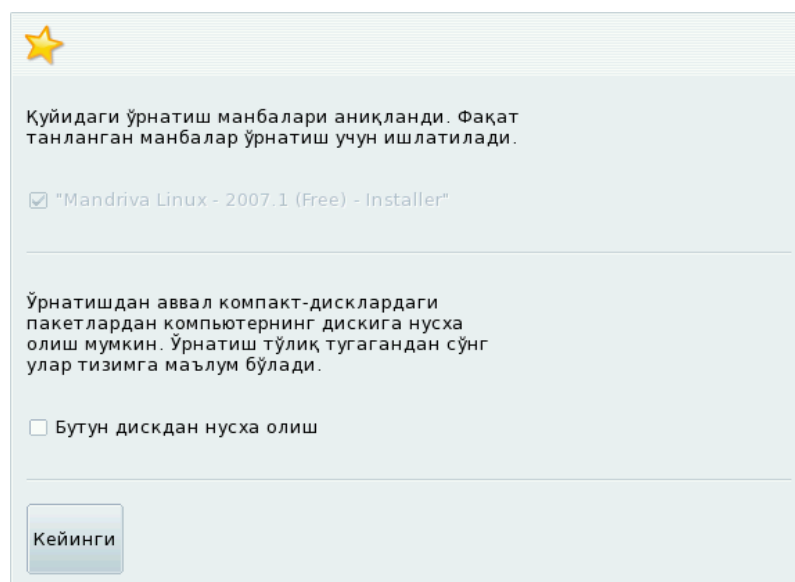 Қуйидаги ўрнатиш манбалари аниқланди. Фақат
танланган манбалар ўрнатиш учун ишлатилади.
"Mandriva Linux - 2007.1 (Free) - Installer"
Ўрнатишдан аввал компакт-дисклардаги
пакетлардан компьютернинг дискига нусха
олиш мумкин. Ўрнатиш тўлиқ тугагандан сўнг
улар тизимга маълум бўлади.
Бутун дискдан нусха олиш
Кейинги